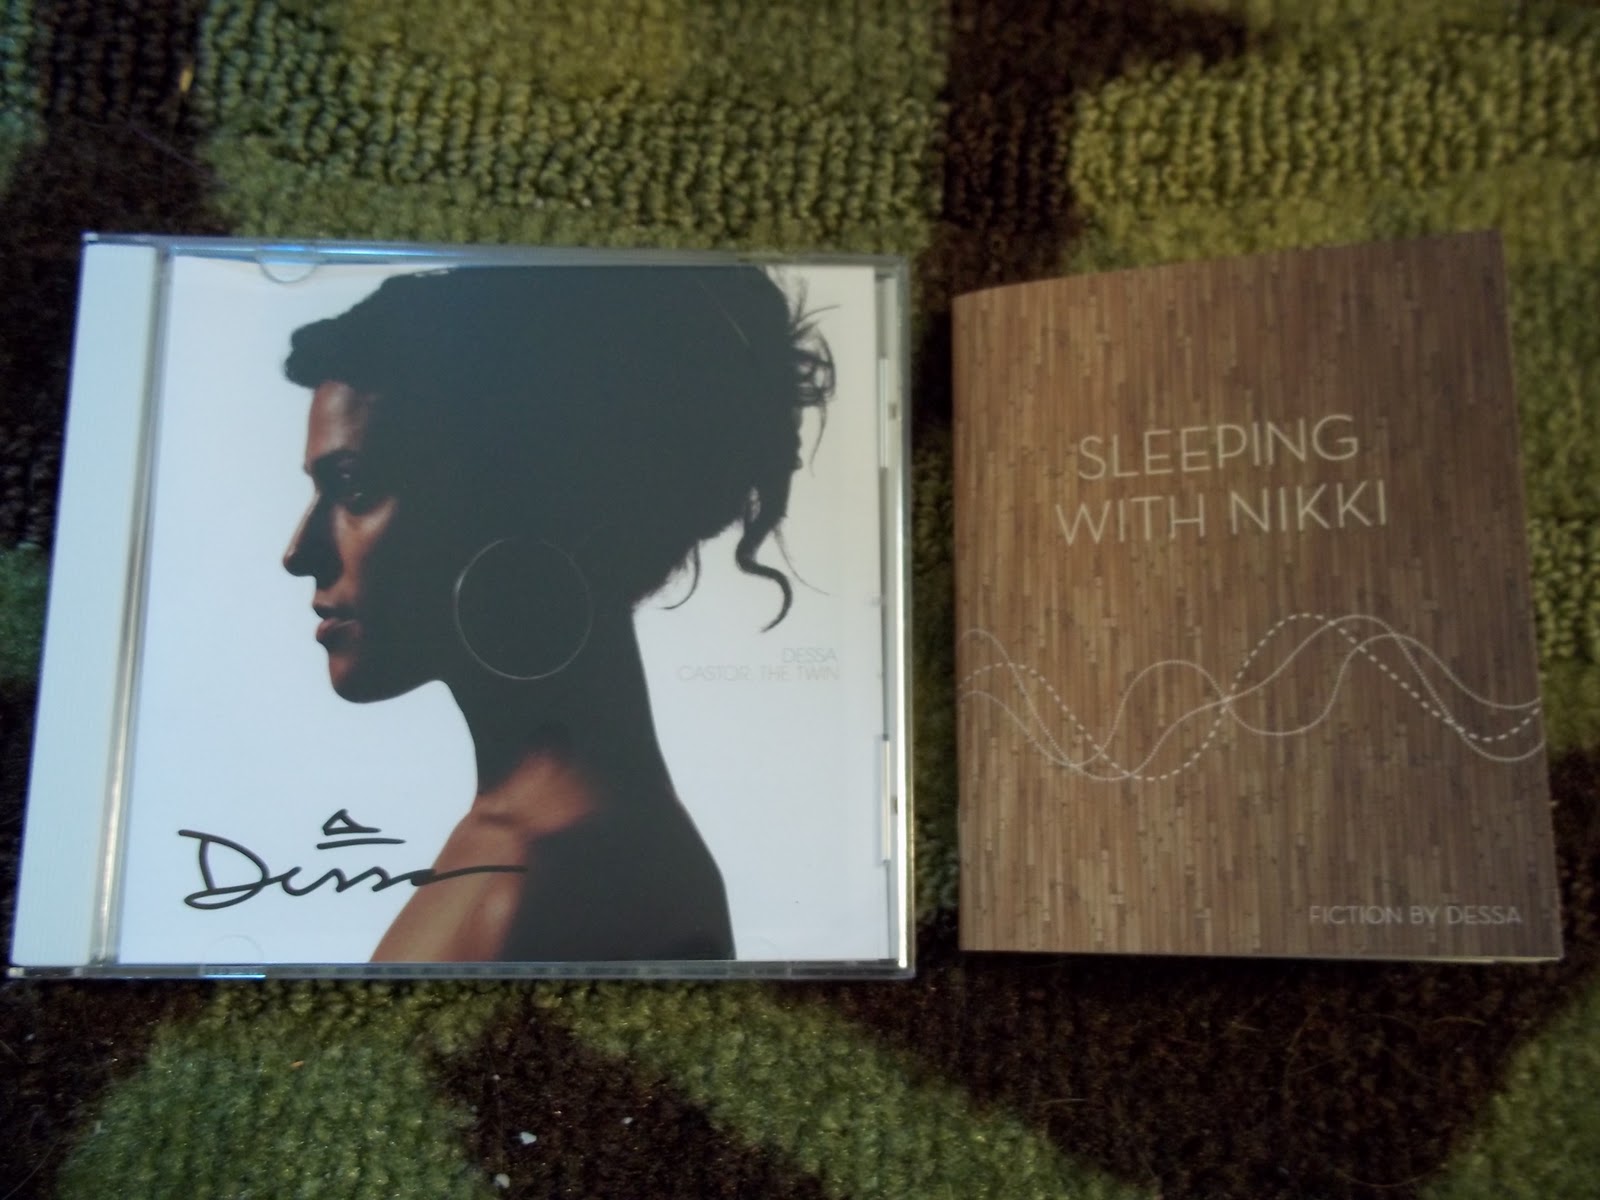 DESSA
CASTOR, THE TWIN
Dessa
SLEEPING
WITH NIKKI
FICTION BY DESSA